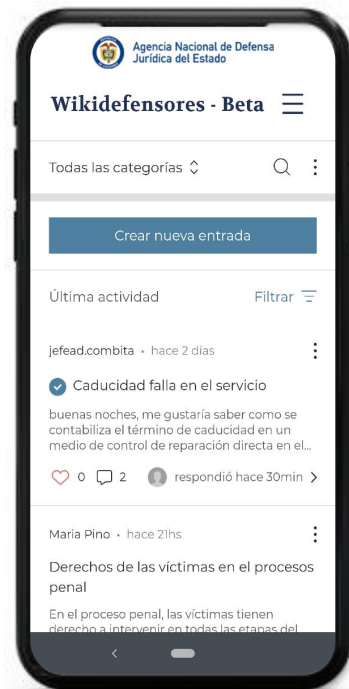 Agencia Nacional de Defensa
Jurídica del Estado
Wikidefensores - Beta
Todas las categorías
Crear nueva entrada
Última actividad
Filtrar
jefead.combita • hace 2 días
Caducidad falla en el servicio
buenas noches, me gustaría saber como se
contabiliza el término de caducidad en un
medio de control de reparación directa en el...
0 2 respondió hace 30min
Maria Pino • hace 21hs
Derechos de las víctimas en el procesos
penal
En el proceso penal, las víctimas tienen
derecho a intervenir en todas las etapas del